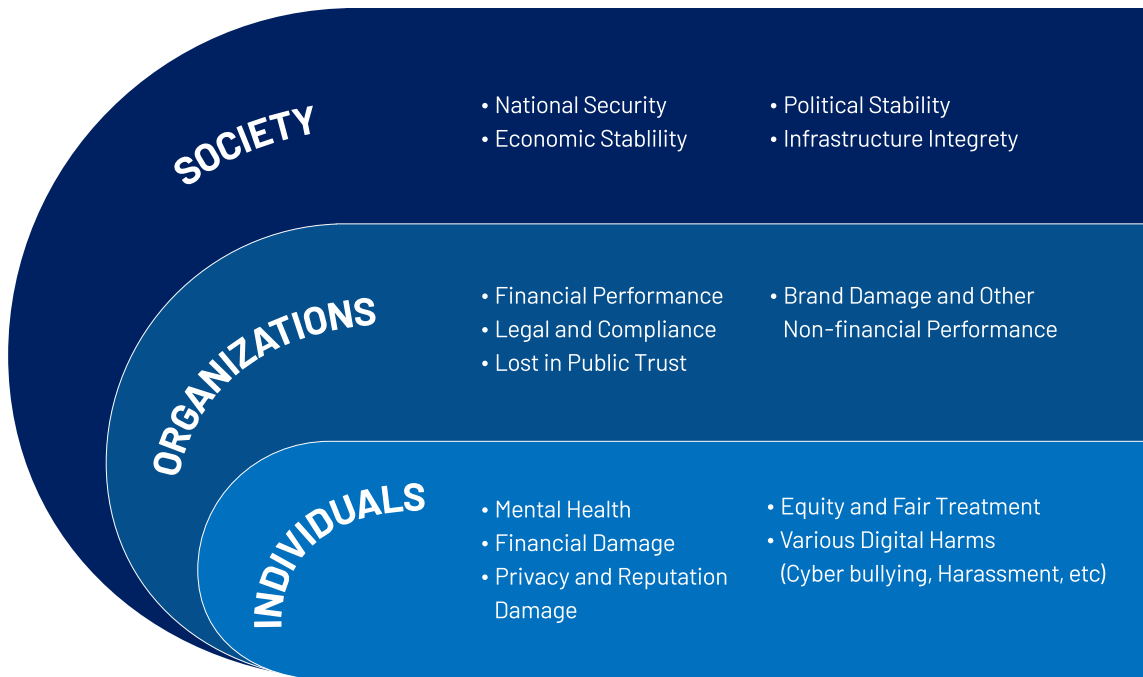 SOCIETY
• National Security
• Economic Stablility
• Political Stability
• Infrastructure Integrety
ORGANIZATIONS
• Financial Performance
• Legal and Compliance
• Lost in Public Trust
• Brand Damage and Other
Non-financial Performance
INDIVIDUALS
• Mental Health
• Financial Damage
• Privacy and Reputation
Damage
• Equity and Fair Treatment
• Various Digital Harms
(Cyber bullying, Harassment, etc)